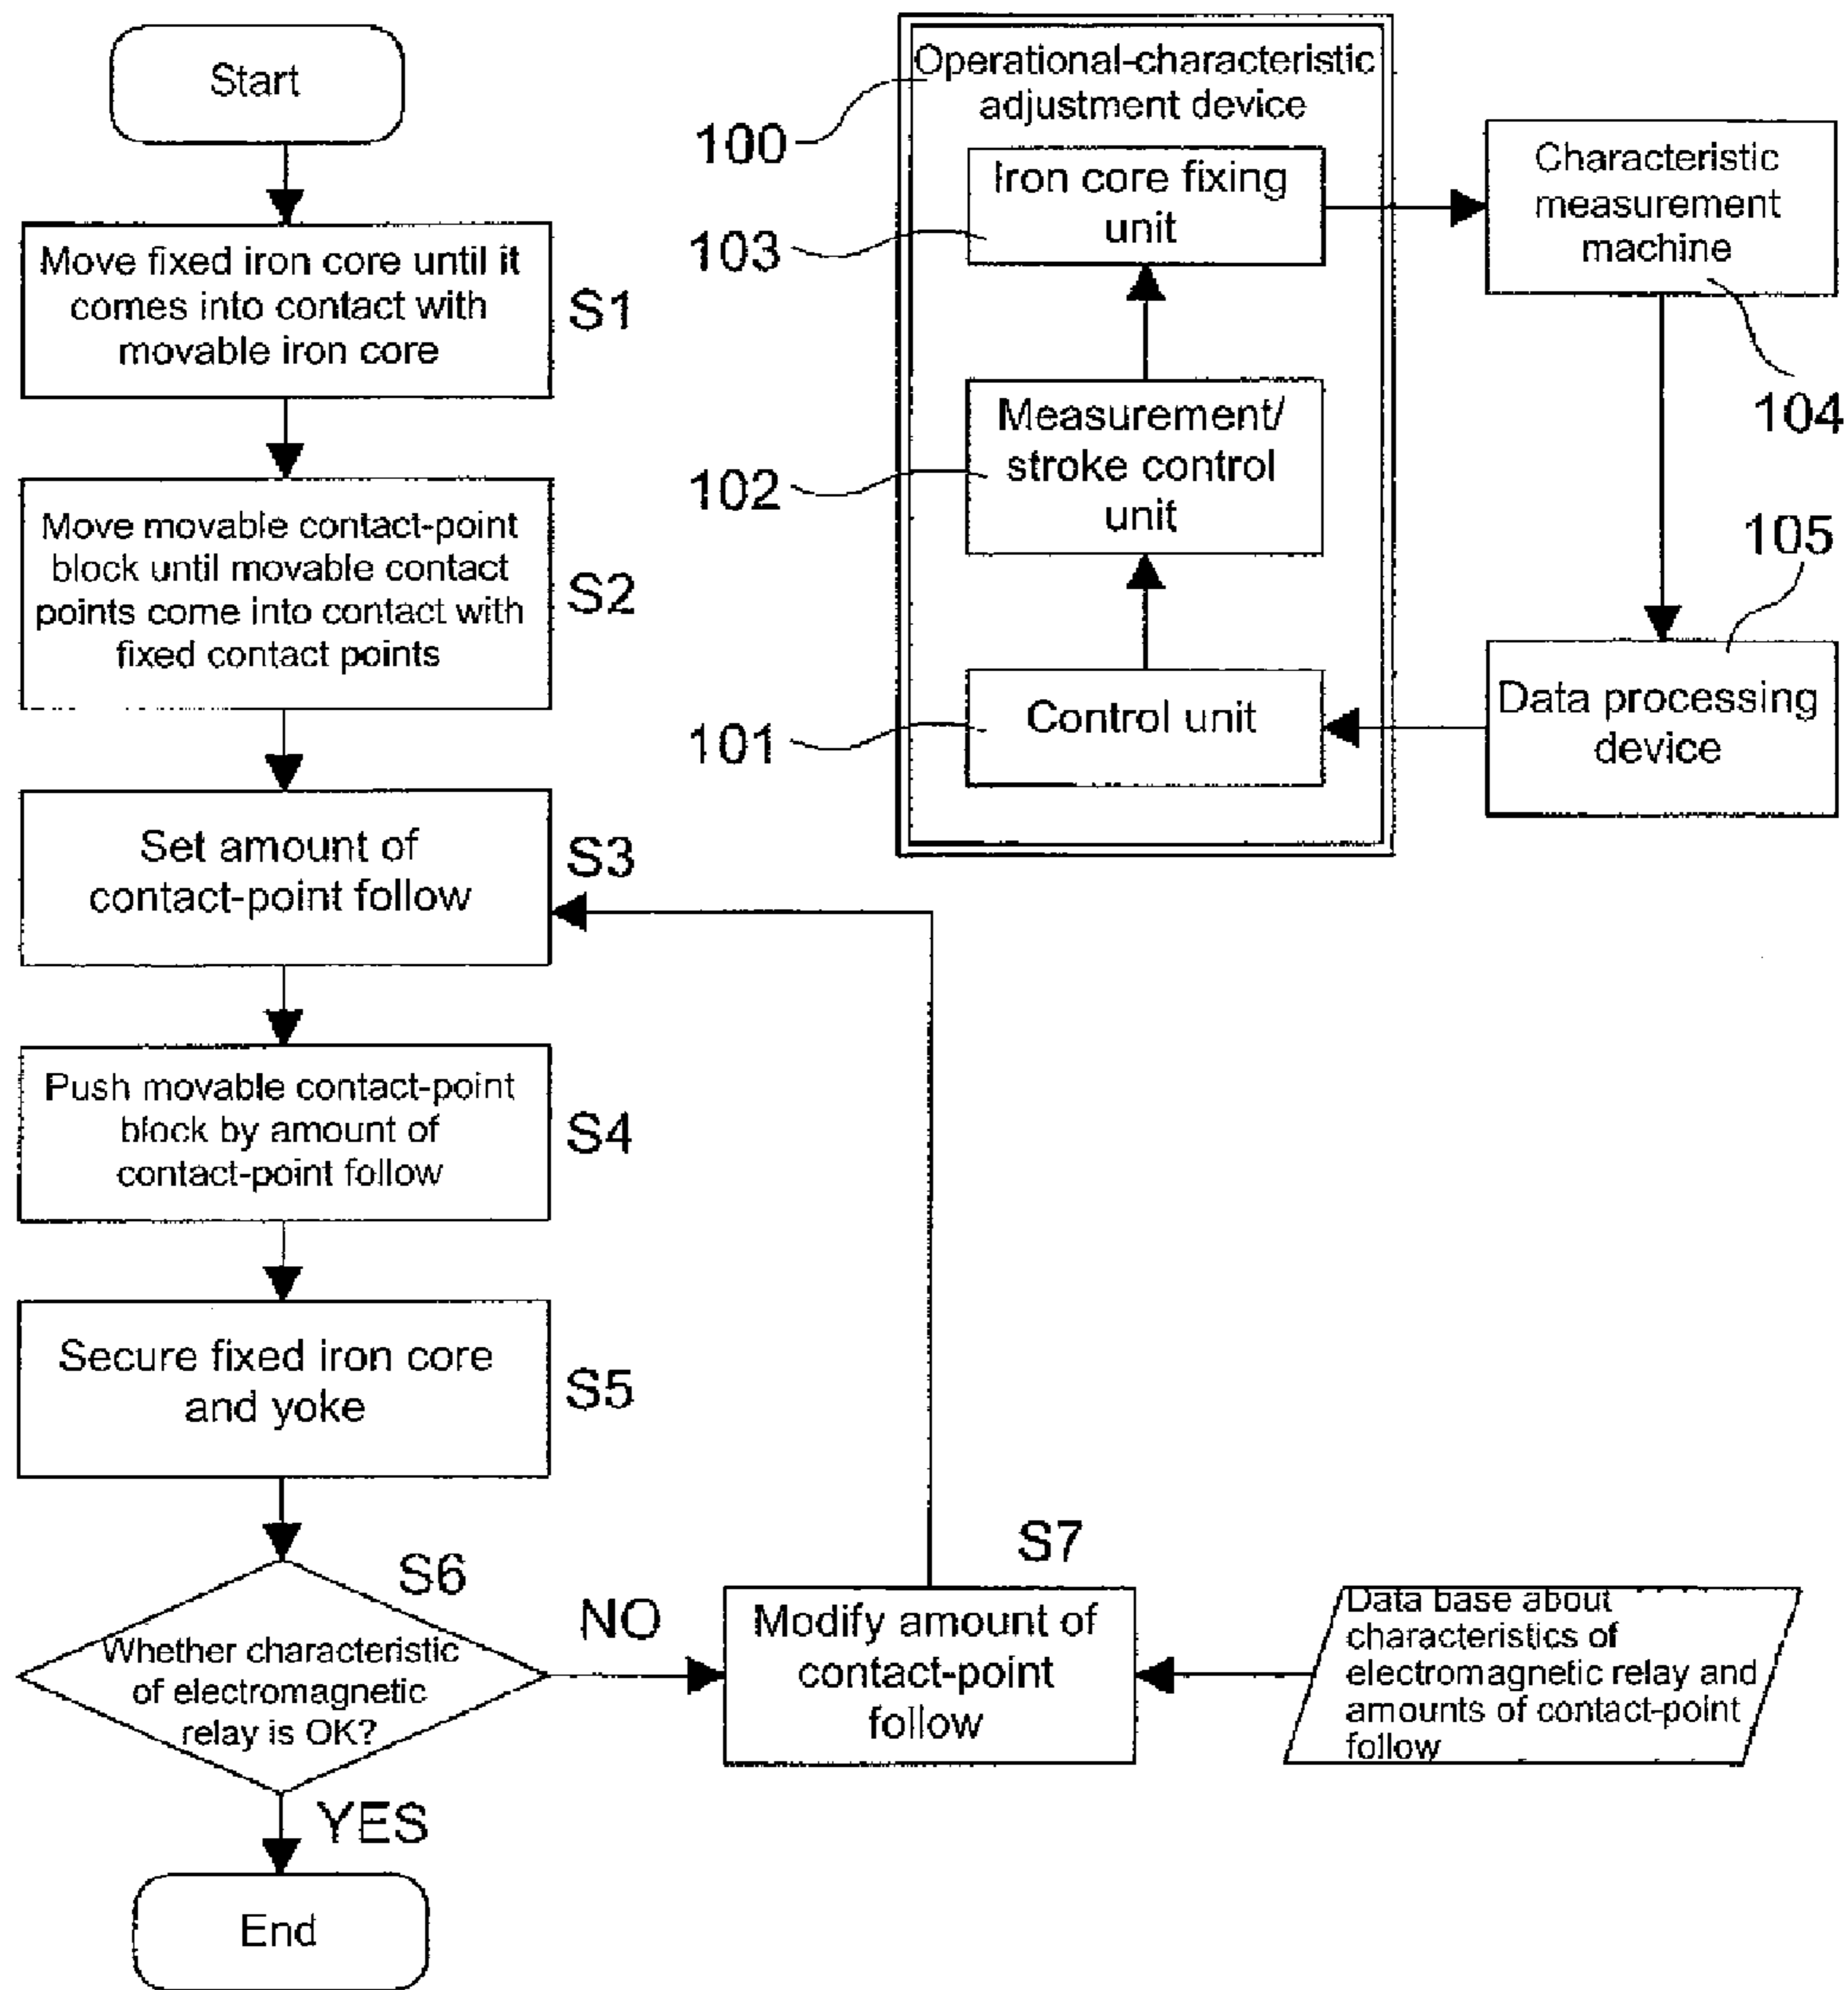 Start
Move fixed iron core until it
comes into contact with
movable iron core
S1
Move movable contact-point
block until movable contact
points come into contact with
fixed contact points
S2
Set amount of
contact-point follow
S3
Push movable contact-point
block by amount of
contact-point follow
S4
Secure fixed iron core
and yoke
S5
S6
Whether characteristic
of electromagnetic
relay is OK?
NO
YES
End
S7
Modify amount of
contact-point
follow
Data base about
characteristics of
electromagnetic relay and
amounts of contact-point
follow
Operational-characteristic
adjustment device
100
Iron core fixing
unit
103
Measurement/
stroke control
unit
102
Control unit
101
Characteristic
measurement
machine
104
105
Data processing
device